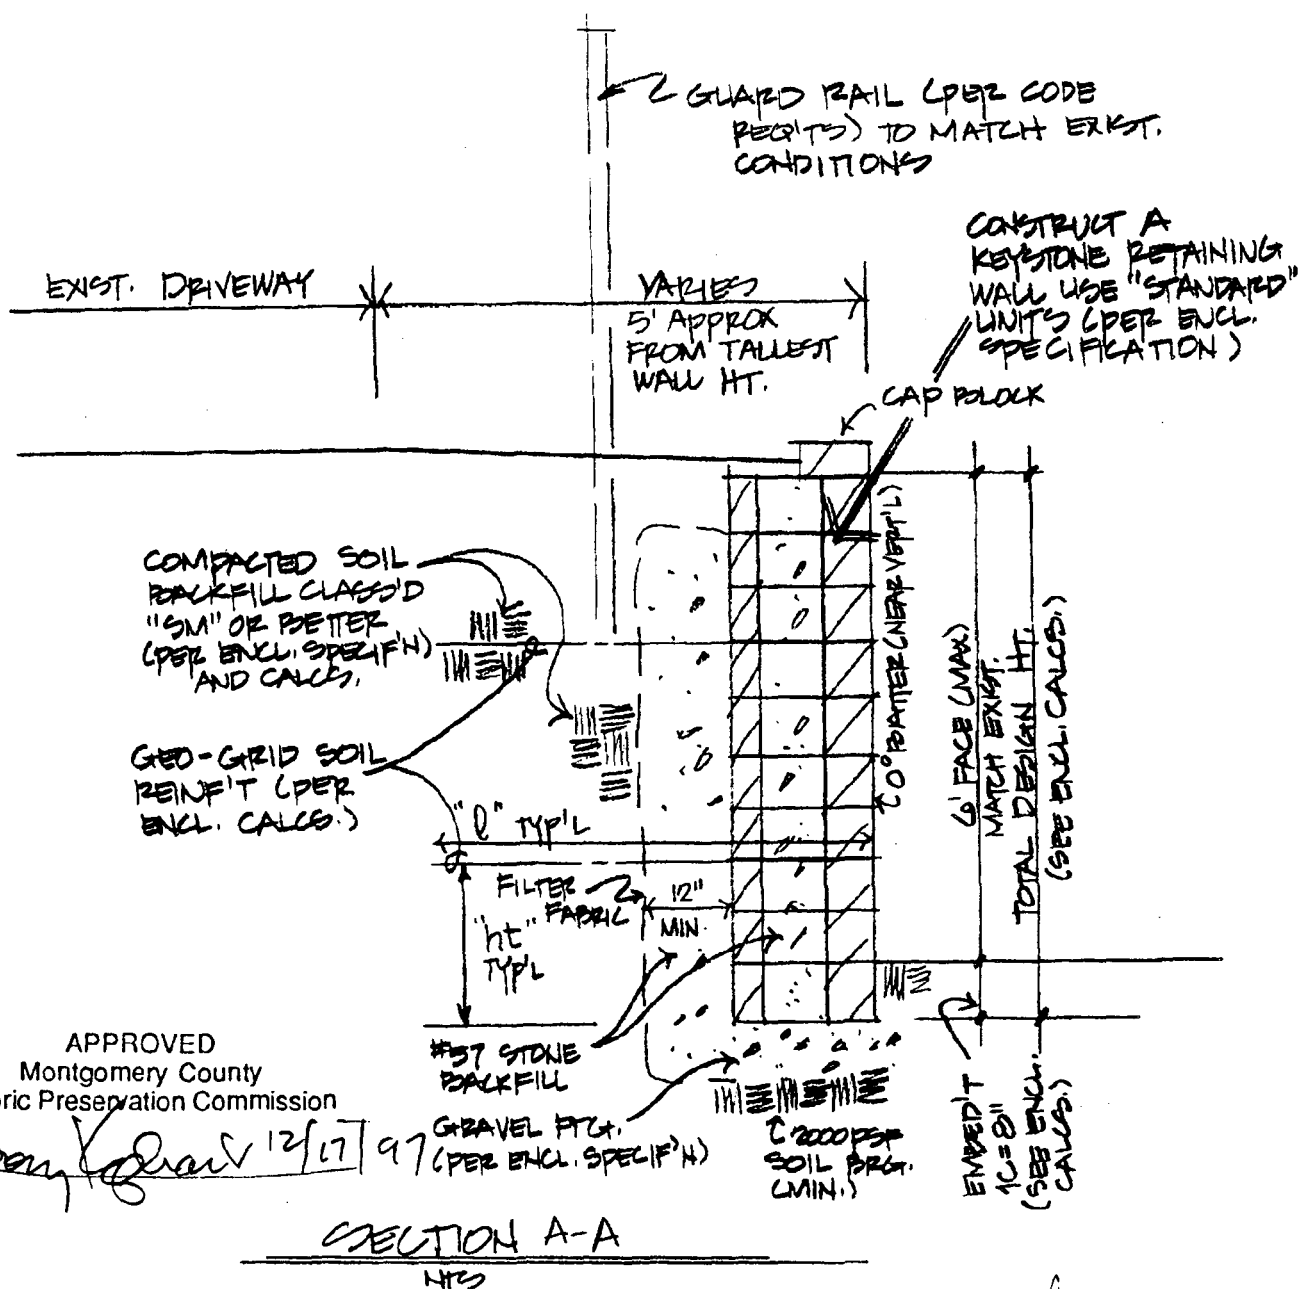 GUARD RAIL (PER CODE
REQ'TS) TO MATCH EXIST.
CONDITIONS
CONSTRUCT A
KEYSTONE RETAINING
WALL USE "STANDARD"
UNITS (PER ENCL.
SPECIFICATION)
EXIST. DRIVEWAY
VARIES
5' APPROX
FROM TALLEST
WALL HT.
CAP BLOCK
COMPACTED SOIL
BACKFILL CLASS'D
"SM" OR BETTER
(PER ENCL. SPECIF'N)
AND CALCS.
0° BATTER (NEAR VERT'L)
6' FACE (MAX)
MATCH EXIST.
TOTAL DESIGN HT.
(SEE ENCL. CALCS.)
GEO-GRID SOIL
REINF'T (PER
ENCL. CALCS.)
"l" TYP'L
FILTER
FABRIC
12"
MIN.
"ht"
TYP'L
#57 STONE
BACKFILL
GRAVEL FTG.
(PER ENCL. SPECIF'N)
2000 PSF
SOIL BRG.
(MIN.)
EMBED'T
1C=8"
(SEE ENCL.
CALCS.)
APPROVED
Montgomery County
ric Preservation Commission
12/17/97
SECTION A-A
NTS